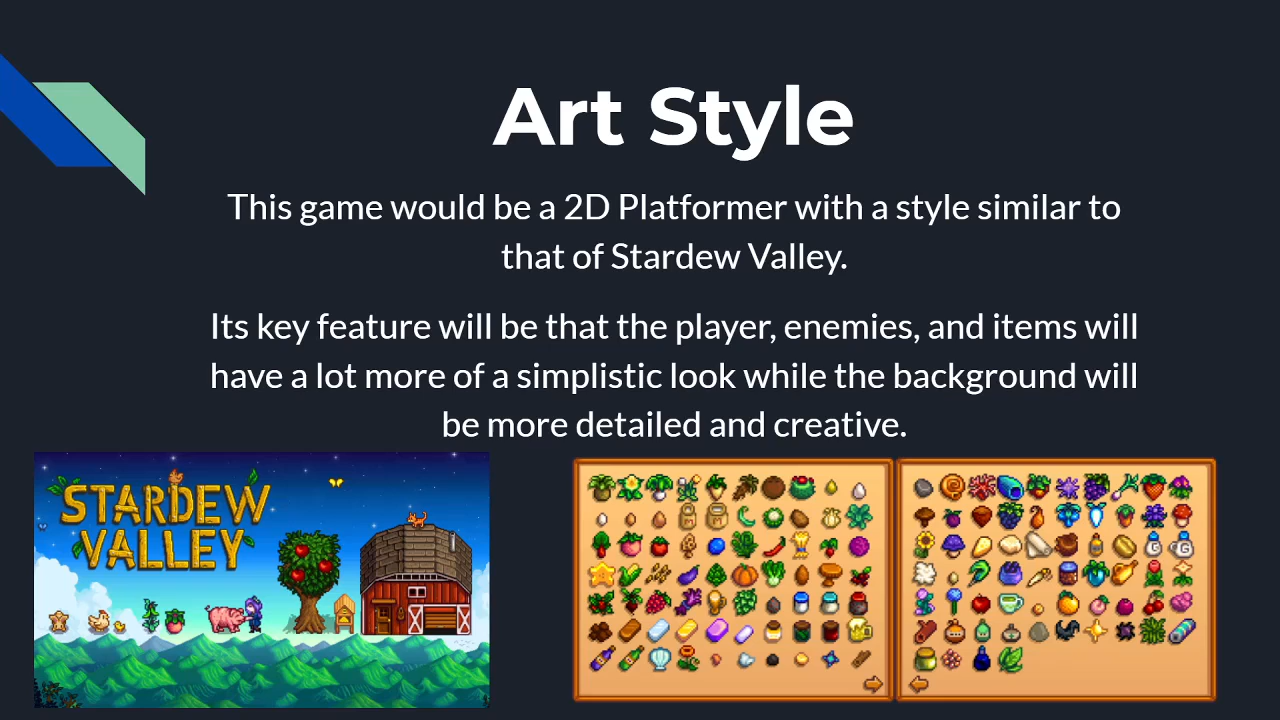 Art Style
This game would be a 2D Platformer with a style similar to
that of Stardew Valley.
Its key feature will be that the player, enemies, and items will
have a lot more of a simplistic look while the background will
be more detailed and creative.
STARDEW
VALLEY